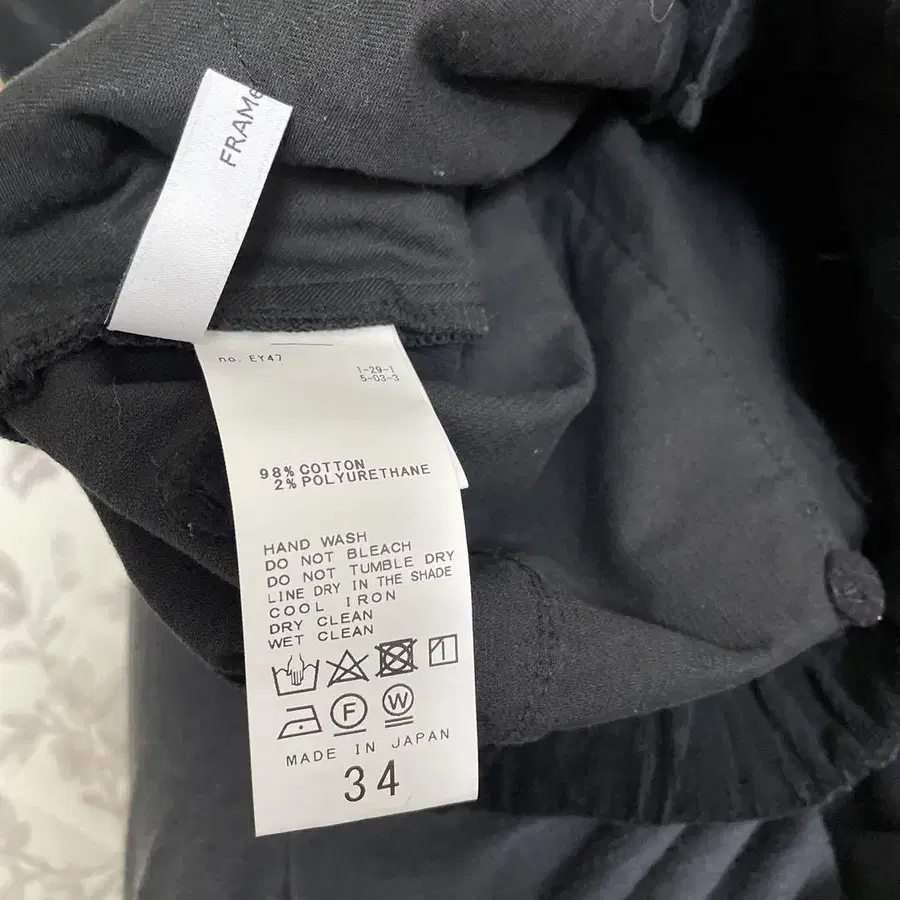 FRAMe
no. EY47
1-29-1
5-03-3
98% COTTON
2% POLYURETHANE
HAND WASH
DO NOT BLEACH
DO NOT TUMBLE DRY
LINE DRY IN THE SHADE
COOL IRON
DRY CLEAN
WET CLEAN
F
W
MADE IN JAPAN
34